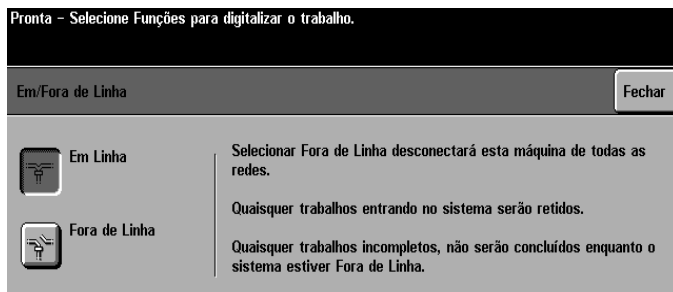 Pronta – Selecione Funções para digitalizar o trabalho.
Em/Fora de Linha
Fechar
Em Linha
Fora de Linha
Selecionar Fora de Linha desconectará esta máquina de todas as
redes.
Quaisquer trabalhos entrando no sistema serão retidos.
Quaisquer trabalhos incompletos, não serão concluídos enquanto o
sistema estiver Fora de Linha.